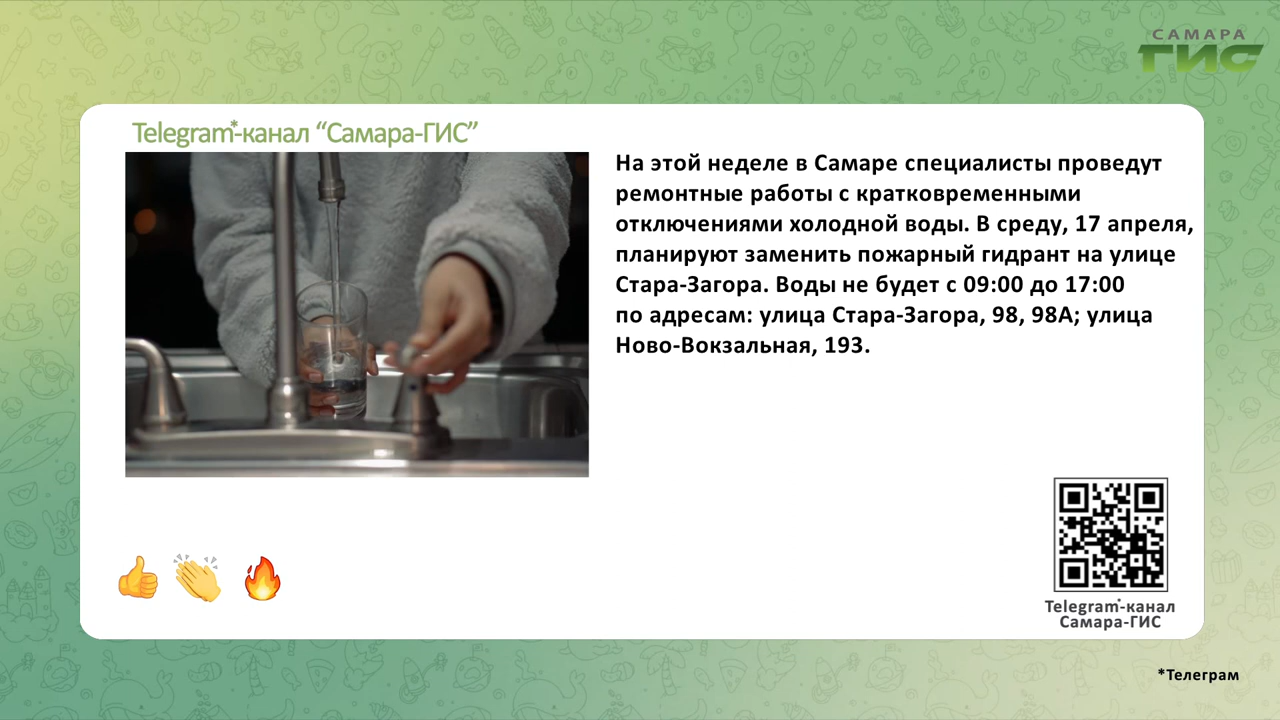 САМАРА
ГИС
Telegram*-канал “Самара-ГИС”
На этой неделе в Самаре специалисты проведут
ремонтные работы с кратковременными
отключениями холодной воды. В среду, 17 апреля,
планируют заменить пожарный гидрант на улице
Стара-Загора. Воды не будет с 09:00 до 17:00
по адресам: улица Стара-Загора, 98, 98А; улица
Ново-Вокзальная, 193.
Telegram*-канал
Самара-ГИС
*Телеграм